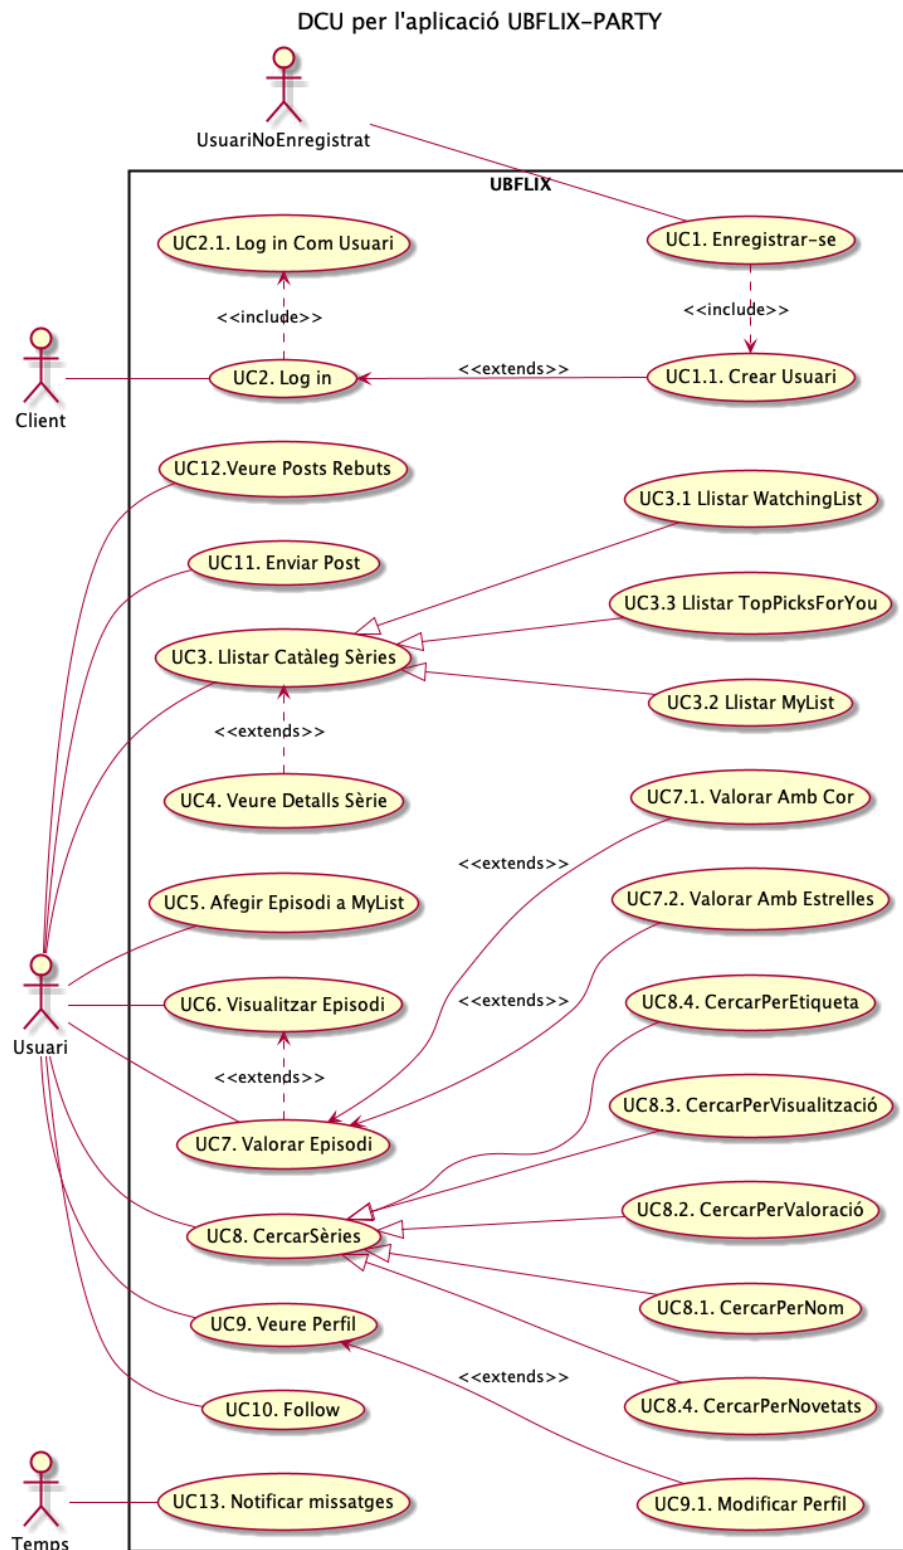 DCU per l'aplicació UBFLIX-PARTY
UsuariNoEnregistrat
UBFLIX
UC2.1. Log in Com Usuari
UC1. Enregistrar-se
<<include>>
<<include>>
Client
UC2. Log in
<<extends>>
UC1.1. Crear Usuari
UC12.Veure Posts Rebuts
UC3.1 Llistar WatchingList
UC11. Enviar Post
UC3.3 Llistar TopPicksForYou
UC3. Llistar Catàleg Sèries
UC3.2 Llistar MyList
<<extends>>
UC4. Veure Detalls Sèrie
UC7.1. Valorar Amb Cor
<<extends>>
UC5. Afegir Episodi a MyList
UC7.2. Valorar Amb Estrelles
UC6. Visualitzar Episodi
<<extends>>
UC8.4. CercarPerEtiqueta
Usuari
<<extends>>
UC8.3. CercarPerVisualització
UC7. Valorar Episodi
UC8.2. CercarPerValoració
UC8. CercarSèries
UC8.1. CercarPerNom
UC9. Veure Perfil
<<extends>>
UC8.4. CercarPerNovetats
UC10. Follow
UC13. Notificar missatges
UC9.1. Modificar Perfil
Temps